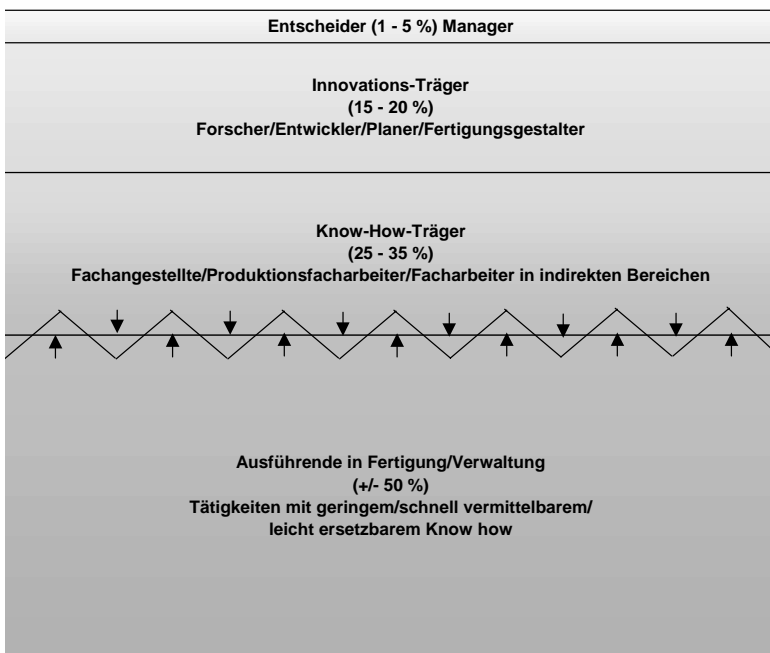 Entscheider (1 - 5 %) Manager
Innovations-Träger
(15 - 20 %)
Forscher/Entwickler/Planer/Fertigungsgestalter
Know-How-Träger
(25 - 35 %)
Fachangestellte/Produktionsfacharbeiter/Facharbeiter in indirekten Bereichen
Ausführende in Fertigung/Verwaltung
(+/- 50 %)
Tätigkeiten mit geringem/schnell vermittelbarem/
leicht ersetzbarem Know how